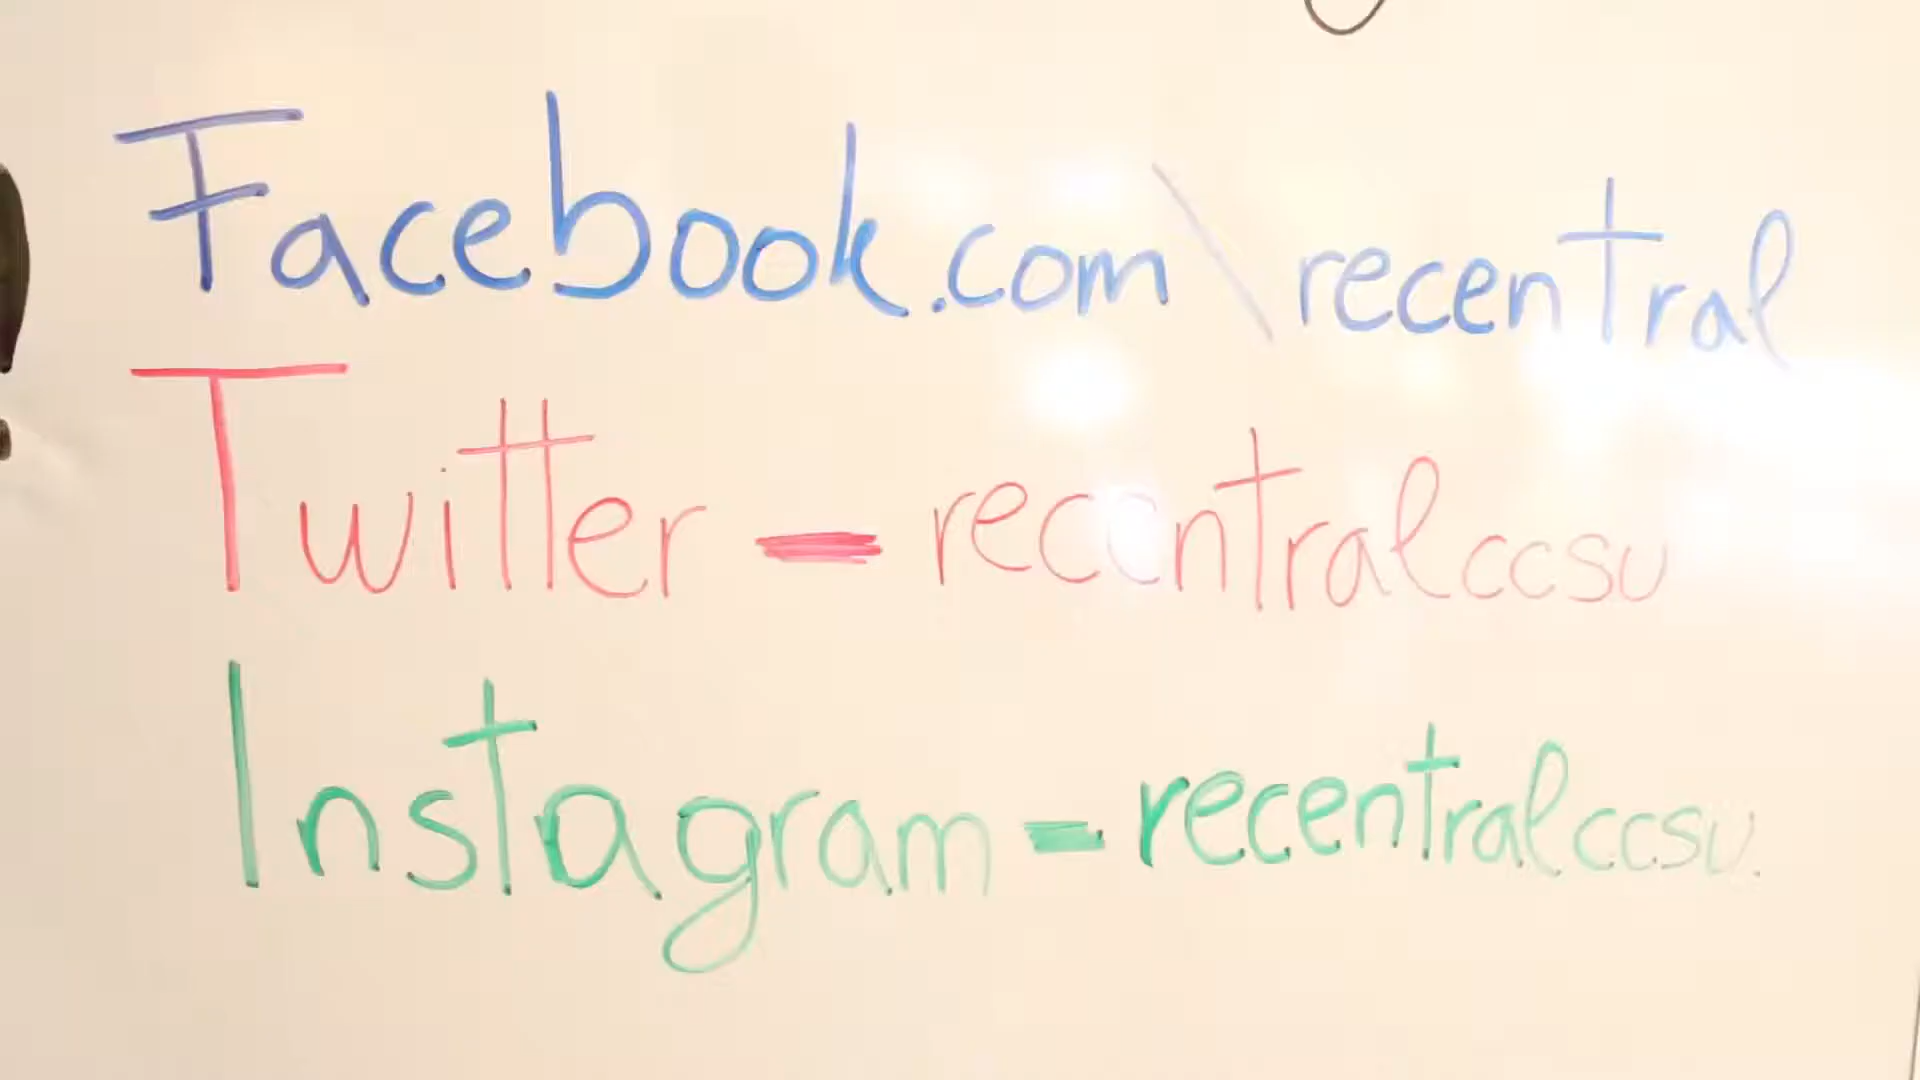 Facebook.com\recentral
Twitter - recentralccsu
Instagram - recentralccsu